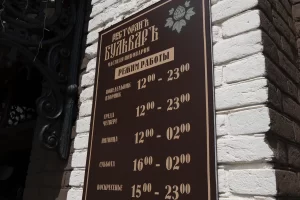 РЕСТОРАНЪ
БУЛЬВАРЪ
РЕЖИМ РАБОТЫ
ПОНЕДЕЛЬНИК
ВТОРНИК
12⁰⁰ - 23⁰⁰
СРЕДА
ЧЕТВЕРГ
12⁰⁰ - 00⁰⁰
ПЯТНИЦА
12⁰⁰ - 02⁰⁰
СУББОТА
16⁰⁰ - 02⁰⁰
ВОСКРЕСЕНЬЕ
15⁰⁰ - 23⁰⁰